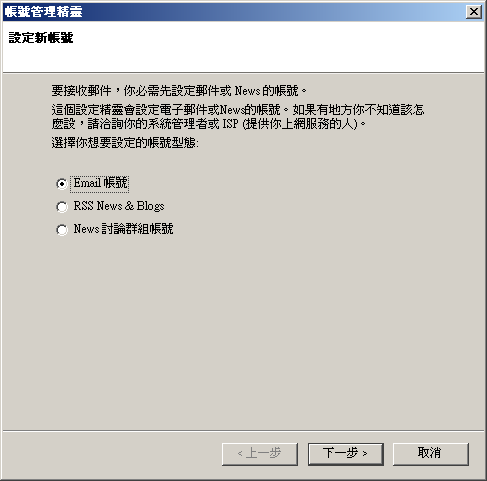 帳號管理精靈
設定新帳號
要接收郵件，你必需先設定郵件或 News 的帳號。
這個設定精靈會設定電子郵件或News的帳號。如果有地方你不知道該怎
麼設，請洽詢你的系統管理者或 ISP (提供你上網服務的人)。
選擇你想要設定的帳號型態:
Email 帳號
RSS News & Blogs
News 討論群組帳號
< 上一步
下一步 >
取消